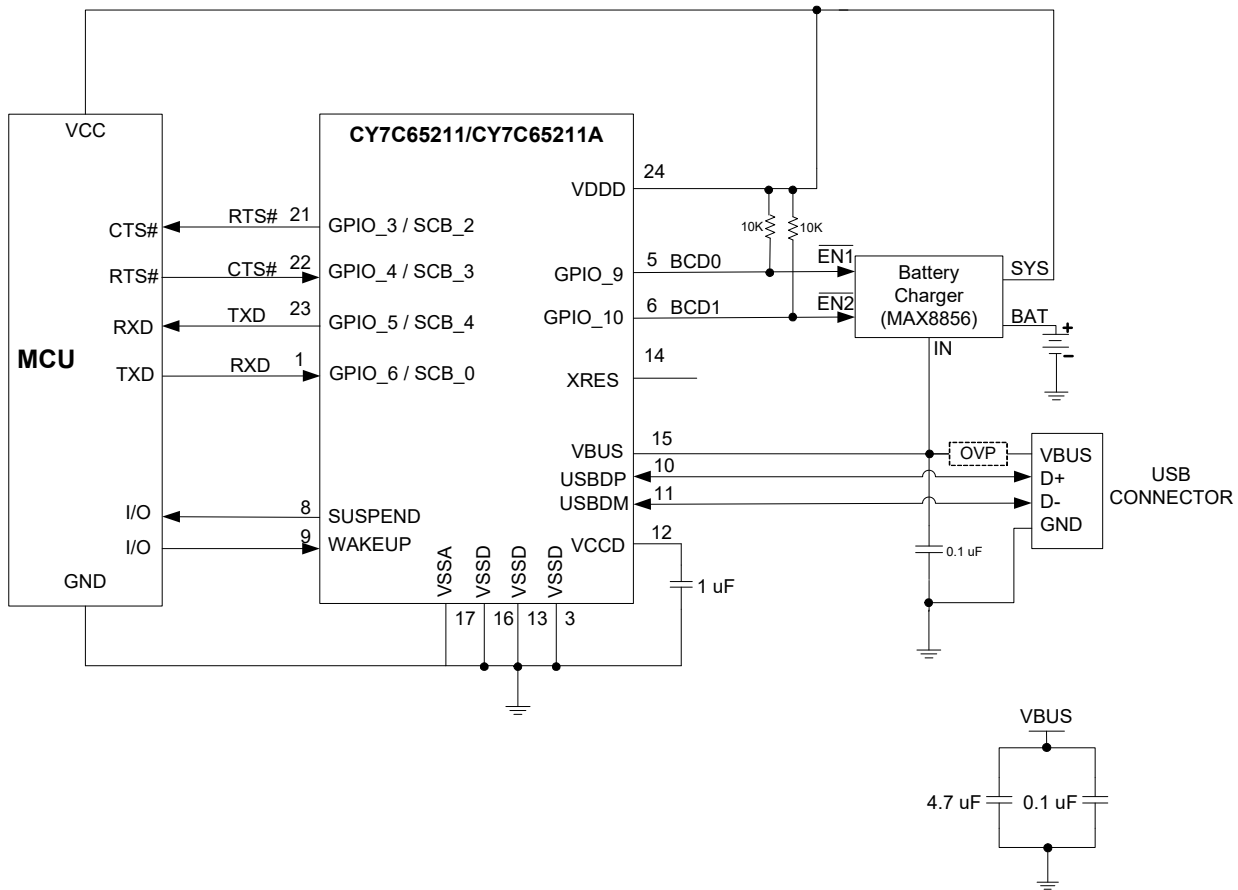 CY7C65211/CY7C65211A
MCU
VCC
CTS#
RTS#
RXD
TXD
I/O
I/O
GND
RTS# 21
CTS# 22
TXD 23
RXD 1
8
9
GPIO_3 / SCB_2
GPIO_4 / SCB_3
GPIO_5 / SCB_4
GPIO_6 / SCB_0
SUSPEND
WAKEUP
VSSA
VSSD
VSSD
VSSD
17
16
13
3
VDDD
24
GPIO_9
5 BCD0
GPIO_10
6 BCD1
XRES
14
VBUS
15
USBDP
10
USBDM
11
VCCD
12
1 uF
10K
10K
EN1
EN2
Battery
Charger
(MAX8856)
SYS
BAT
+
-
IN
OVP
VBUS
D+
D-
GND
USB
CONNECTOR
0.1 uF
VBUS
4.7 uF
0.1 uF